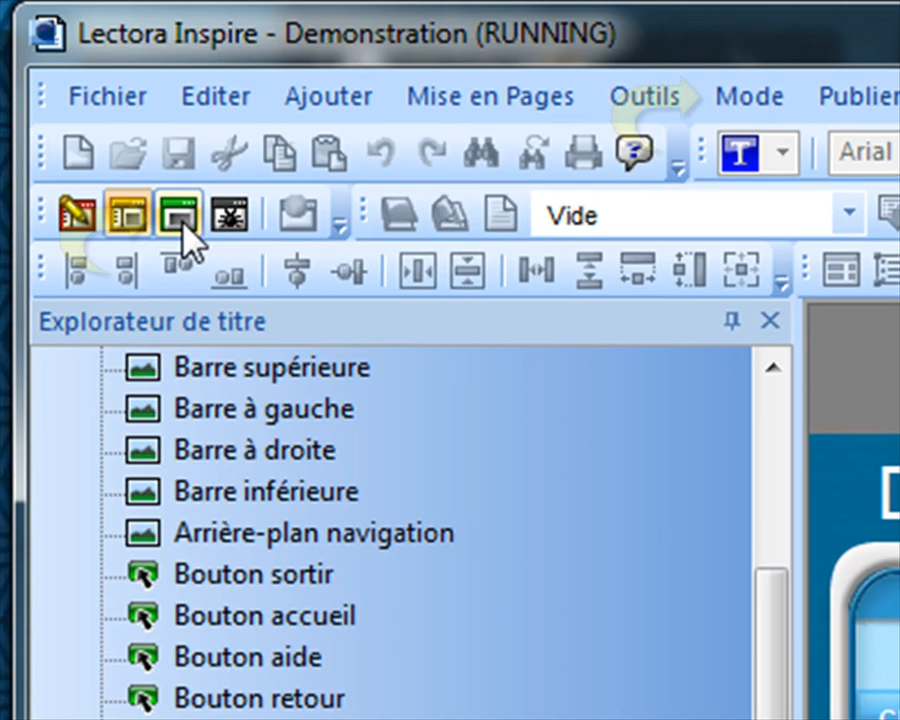 Lectora Inspire - Demonstration (RUNNING)
Fichier Editer Ajouter Mise en Pages Outils Mode Publier
T Arial
Vide
Explorateur de titre
Barre supérieure
Barre à gauche
Barre à droite
Barre inférieure
Arrière-plan navigation
Bouton sortir
Bouton accueil
Bouton aide
Bouton retour